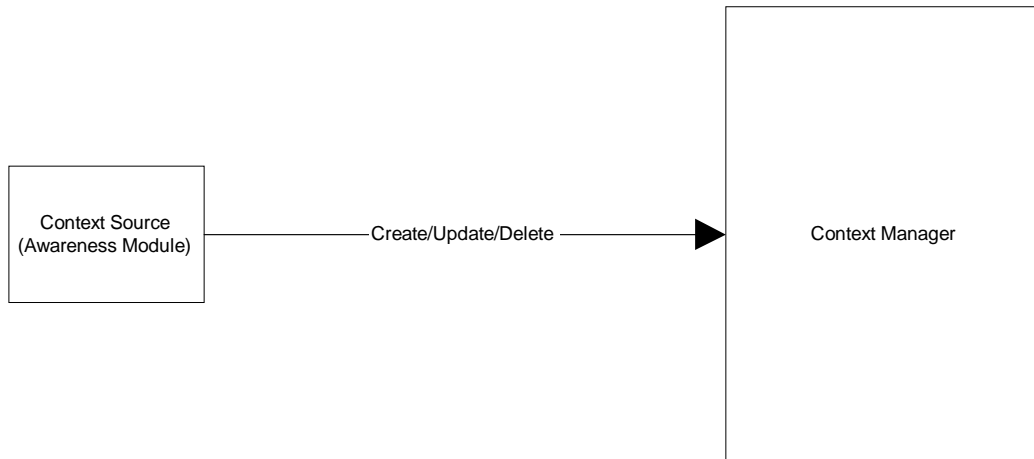 Context Source
(Awareness Module)
Create/Update/Delete
Context Manager